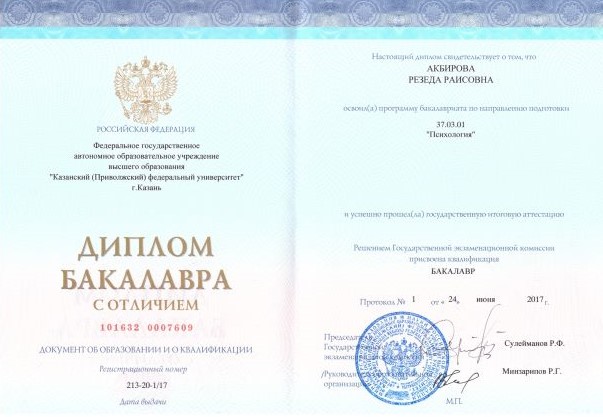 РОССИЙСКАЯ ФЕДЕРАЦИЯ
Федеральное государственное
автономное образовательное учреждение
высшего образования
"Казанский (Приволжский) федеральный университет"
г.Казань
ДИПЛОМ
БАКАЛАВРА
С ОТЛИЧИЕМ
101632 0007609
ДОКУМЕНТ ОБ ОБРАЗОВАНИИ И О КВАЛИФИКАЦИИ
Регистрационный номер
213-20-1/17
Дата выдачи
Настоящий диплом свидетельствует о том, что
АКБИРОВА
РЕЗЕДА РАИСОВНА
освоил(а) программу бакалавриата по направлению подготовки
37.03.01
"Психология"
и успешно прошел(ла) государственную итоговую аттестацию
Решением Государственной экзаменационной комиссии
присвоена квалификация
БАКАЛАВР
Протокол № 1 от «24» июня 2017 г.
Председатель
Государственной
экзаменационной комиссии
Сулейманов Р.Ф.
Руководитель
организации
Минзарипов Р.Г.
М.П.